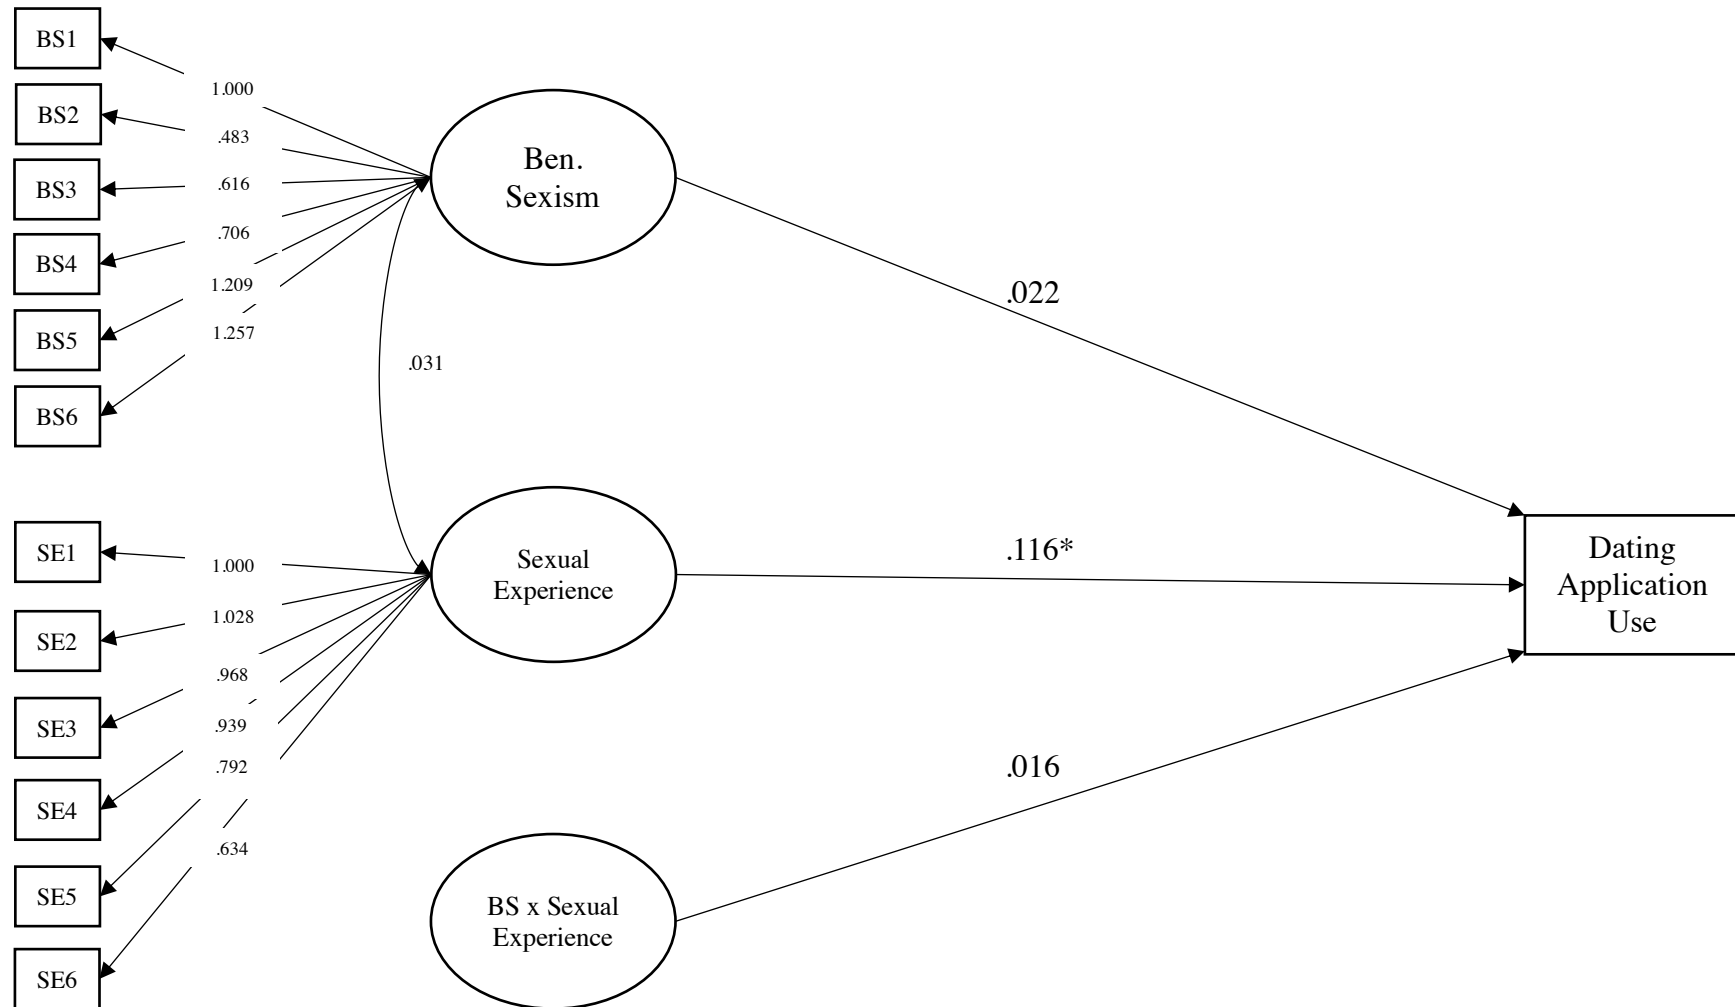 BS1
BS2
BS3
BS4
BS5
BS6
1.000
.483
.616
.706
1.209
1.257
Ben.
Sexism
.031
.022
SE1
SE2
SE3
SE4
SE5
SE6
1.000
1.028
.968
.939
.792
.634
Sexual
Experience
.116*
BS x Sexual
Experience
.016
Dating
Application
Use